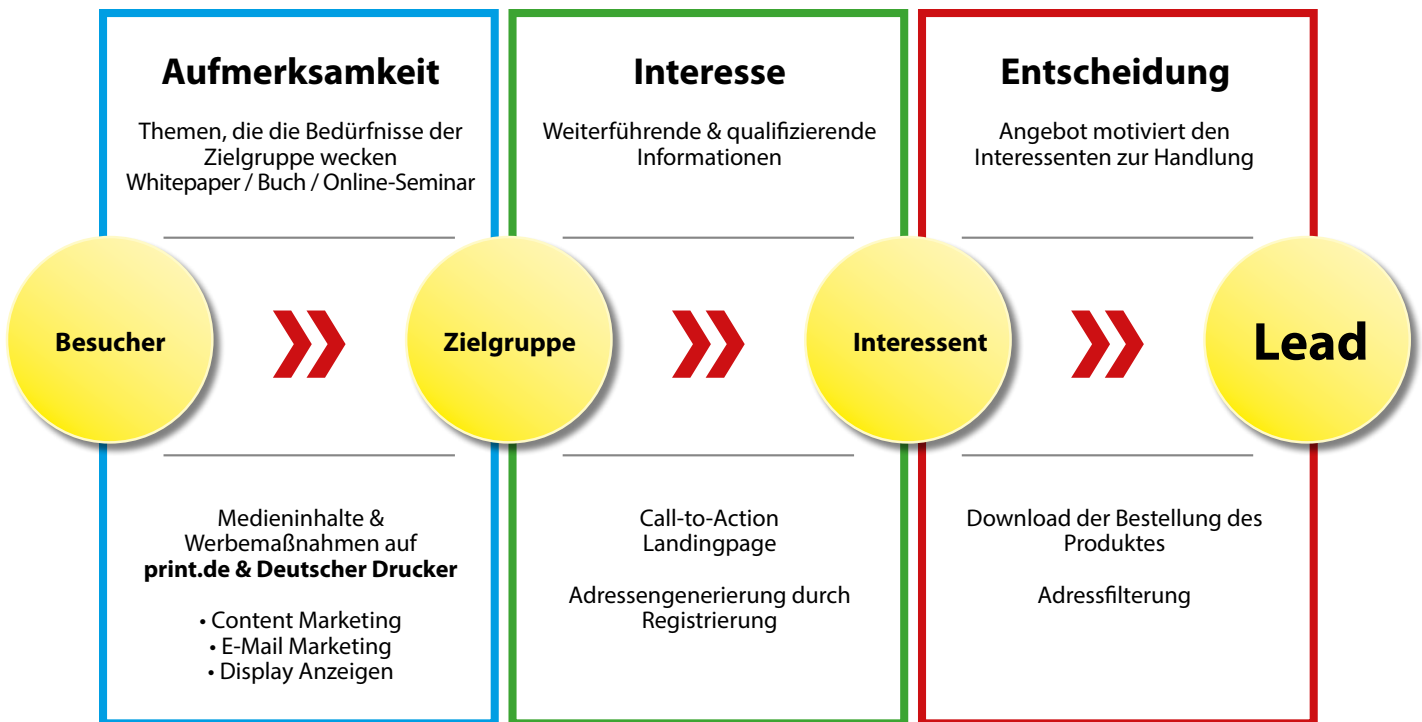 Aufmerksamkeit
Themen, die die Bedürfnisse der
Zielgruppe wecken
Whitepaper / Buch / Online-Seminar
Interesse
Weiterführende & qualifizierende
Informationen
Entscheidung
Angebot motiviert den
Interessenten zur Handlung
Besucher
Zielgruppe
Interessent
Lead
Medieninhalte &
Werbemaßnahmen auf
print.de & Deutscher Drucker
• Content Marketing
• E-Mail Marketing
• Display Anzeigen
Call-to-Action
Landingpage
Adressengenerierung durch
Registrierung
Download der Bestellung des
Produktes
Adressfilterung